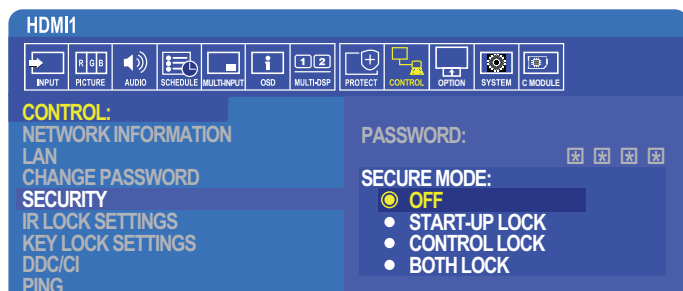 HDMI1
R G B
i
1 2
INPUT PICTURE AUDIO SCHEDULE MULTI-INPUT OSD MULTI-DSP PROTECT CONTROL OPTION SYSTEM C MODULE
CONTROL:
NETWORK INFORMATION
LAN
CHANGE PASSWORD
SECURITY
IR LOCK SETTINGS
KEY LOCK SETTINGS
DDC/CI
PING
PASSWORD:
* * * *
SECURE MODE:
OFF
START-UP LOCK
CONTROL LOCK
BOTH LOCK